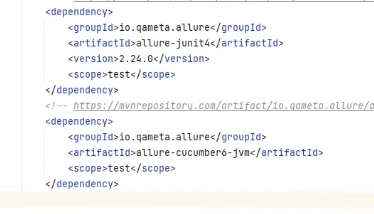 <dependency>
<groupId>io.qameta.allure</groupId>
<artifactId>allure-junit4</artifactId>
<version>2.24.0</version>
<scope>test</scope>
</dependency>
<!-- https://mvnrepository.com/artifact/io.qameta.allure/a
<dependency>
<groupId>io.qameta.allure</groupId>
<artifactId>allure-cucumber6-jvm</artifactId>
<scope>test</scope>
</dependency>